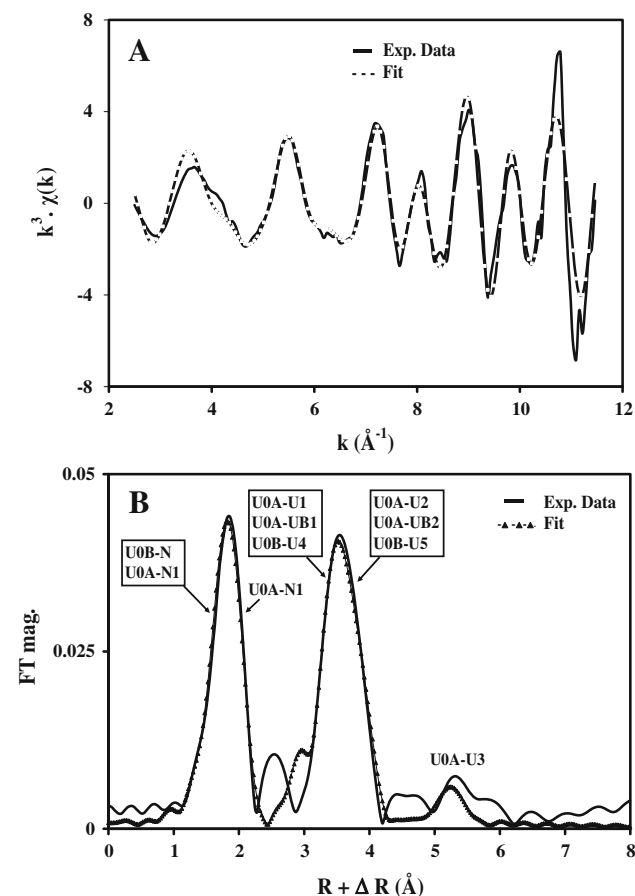 A
Exp. Data
Fit
8
4
0
-4
-8
k³. χ(k)
2
4
6
8
10
12
k (Å⁻¹)
B
Exp. Data
Fit
0.05
0.025
0
FT mag.
U0B-N
U0A-N1
U0A-N1
U0A-U1
U0A-UB1
U0B-U4
U0A-U2
U0A-UB2
U0B-U5
U0A-U3
0
1
2
3
4
5
6
7
8
R + Δ R (Å)